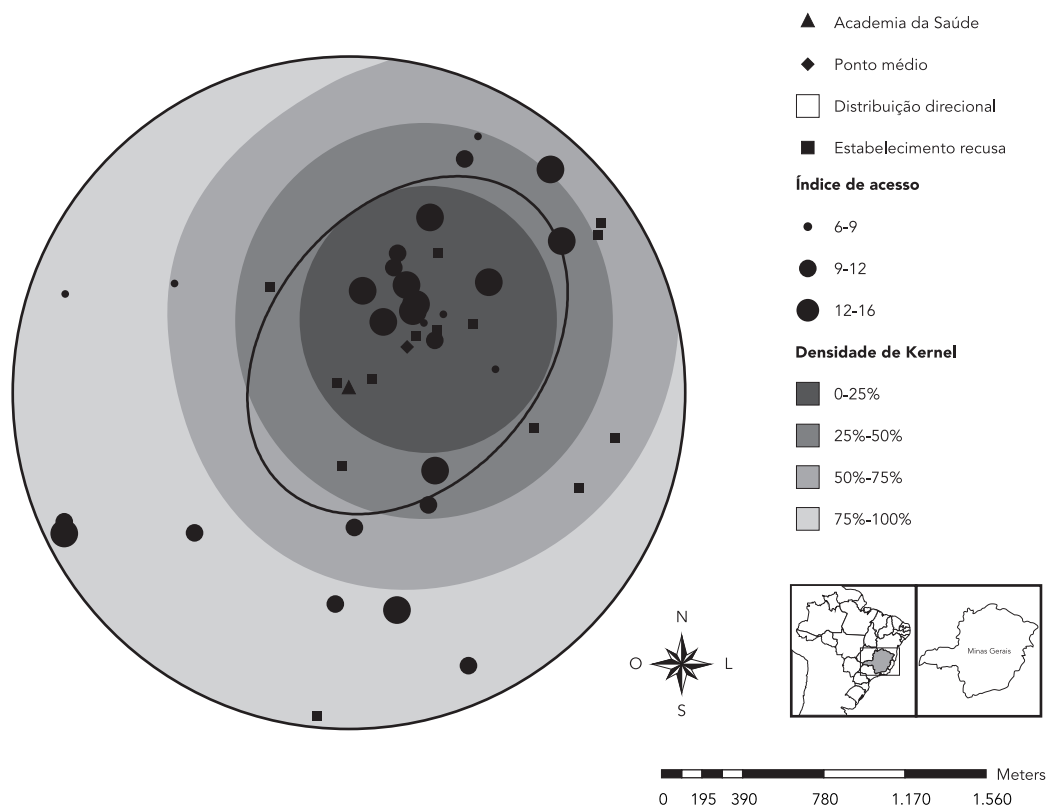 Academia da Saúde
Ponto médio
Distribuição direcional
Estabelecimento recusa
Índice de acesso
6-9
9-12
12-16
Densidade de Kernel
0-25%
25%-50%
50%-75%
75%-100%
N
O L
S
Minas Gerais
Meters
0 195 390 780 1.170 1.560